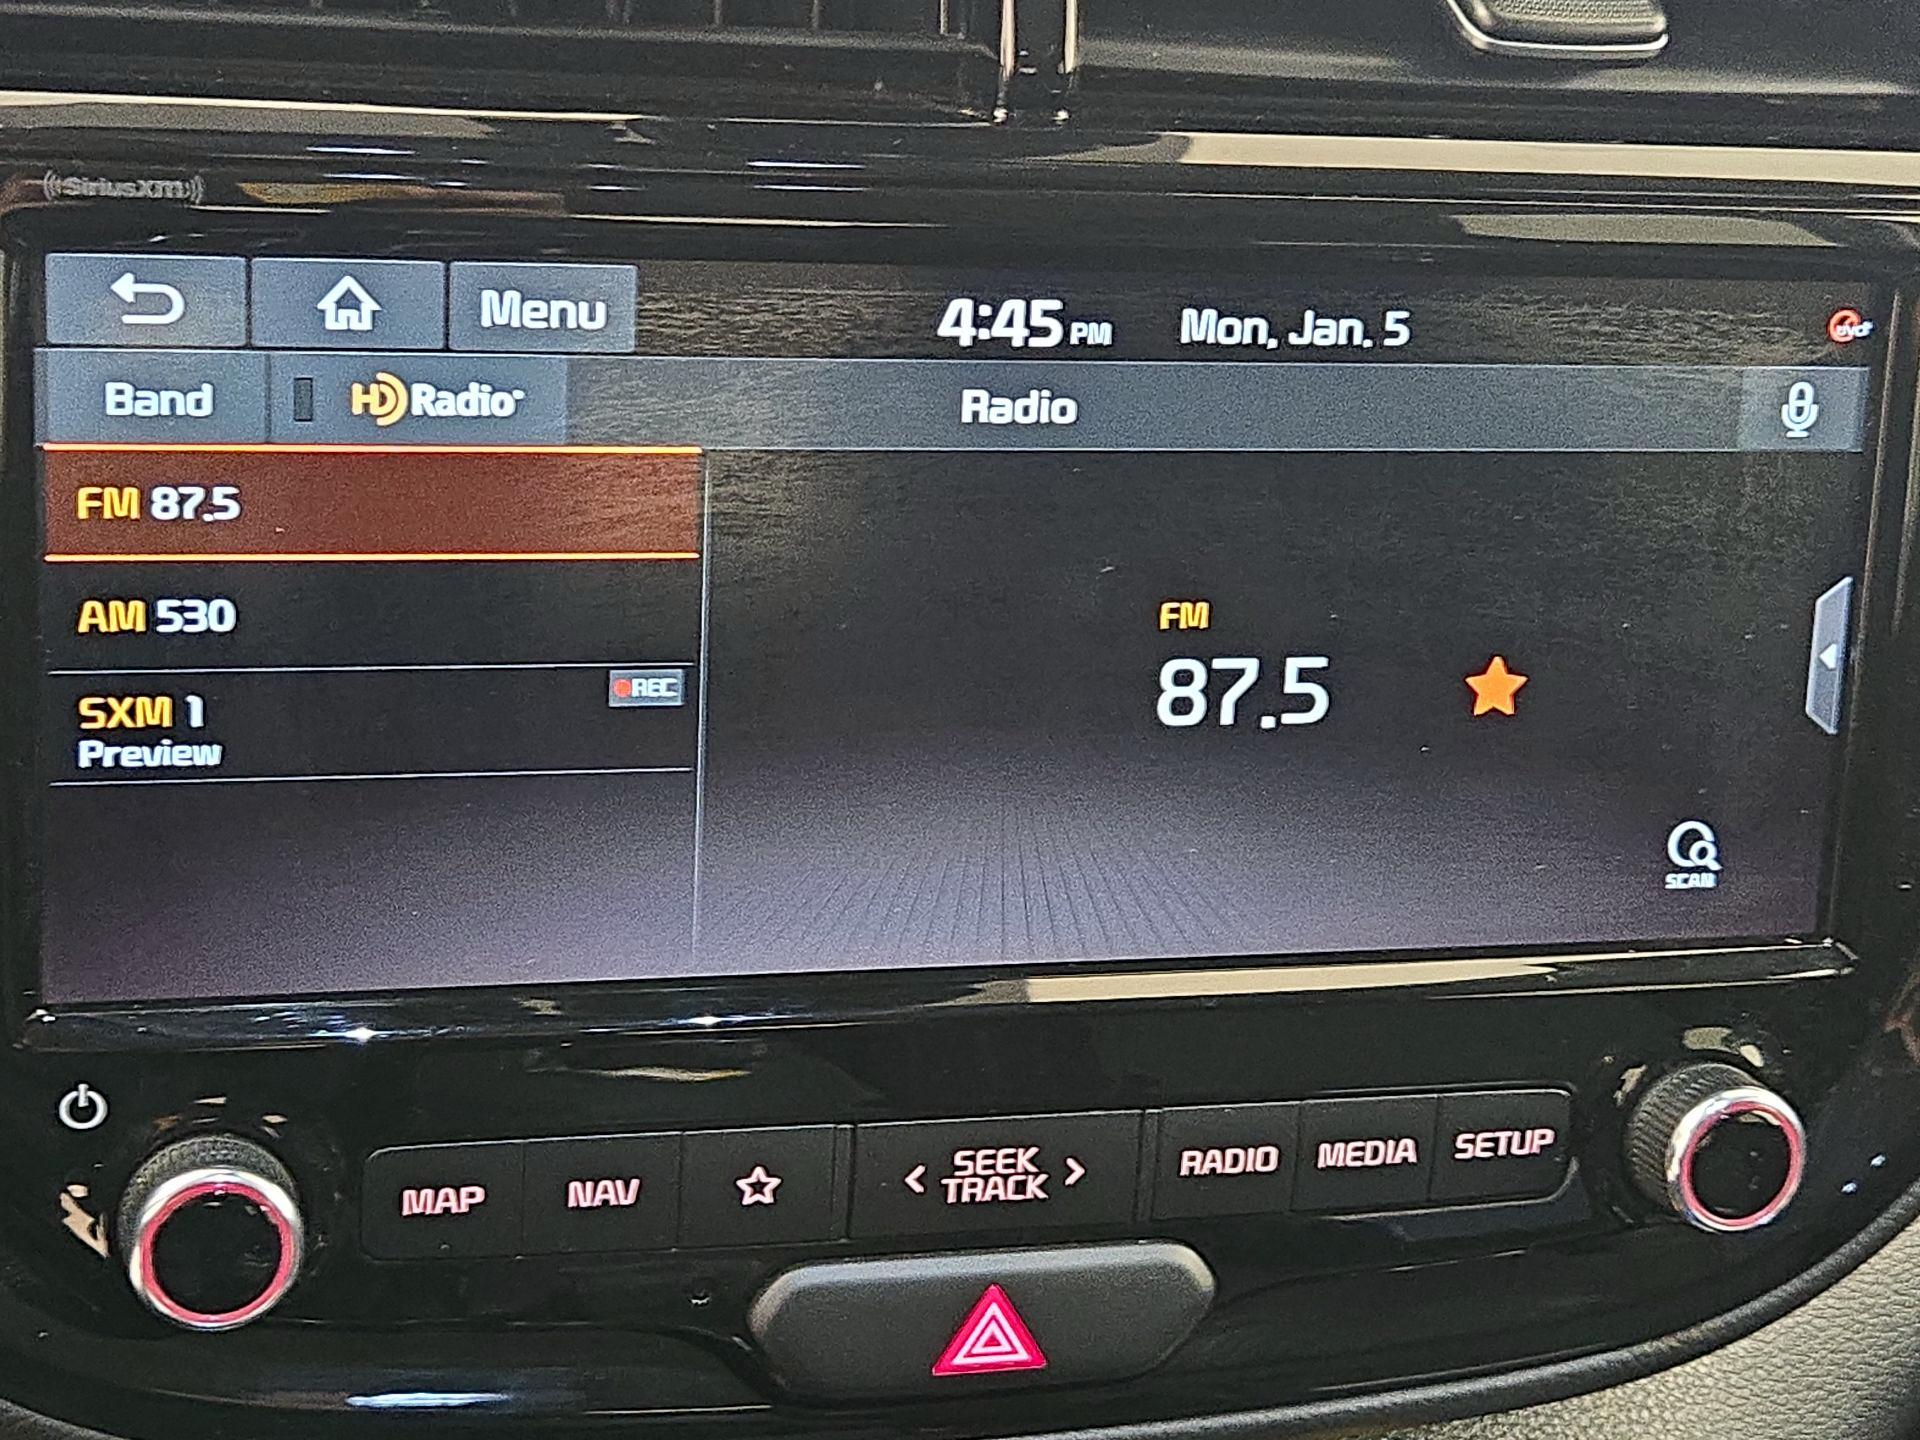 ((SiriusXM))
Menu
4:45 PM
Mon, Jan. 5
UVO
Band
HD Radio
Radio
FM 87.5
AM 530
SXM 1
REC
Preview
FM
87.5
SCAN
MAP
NAV
SEEK
TRACK
RADIO
MEDIA
SETUP